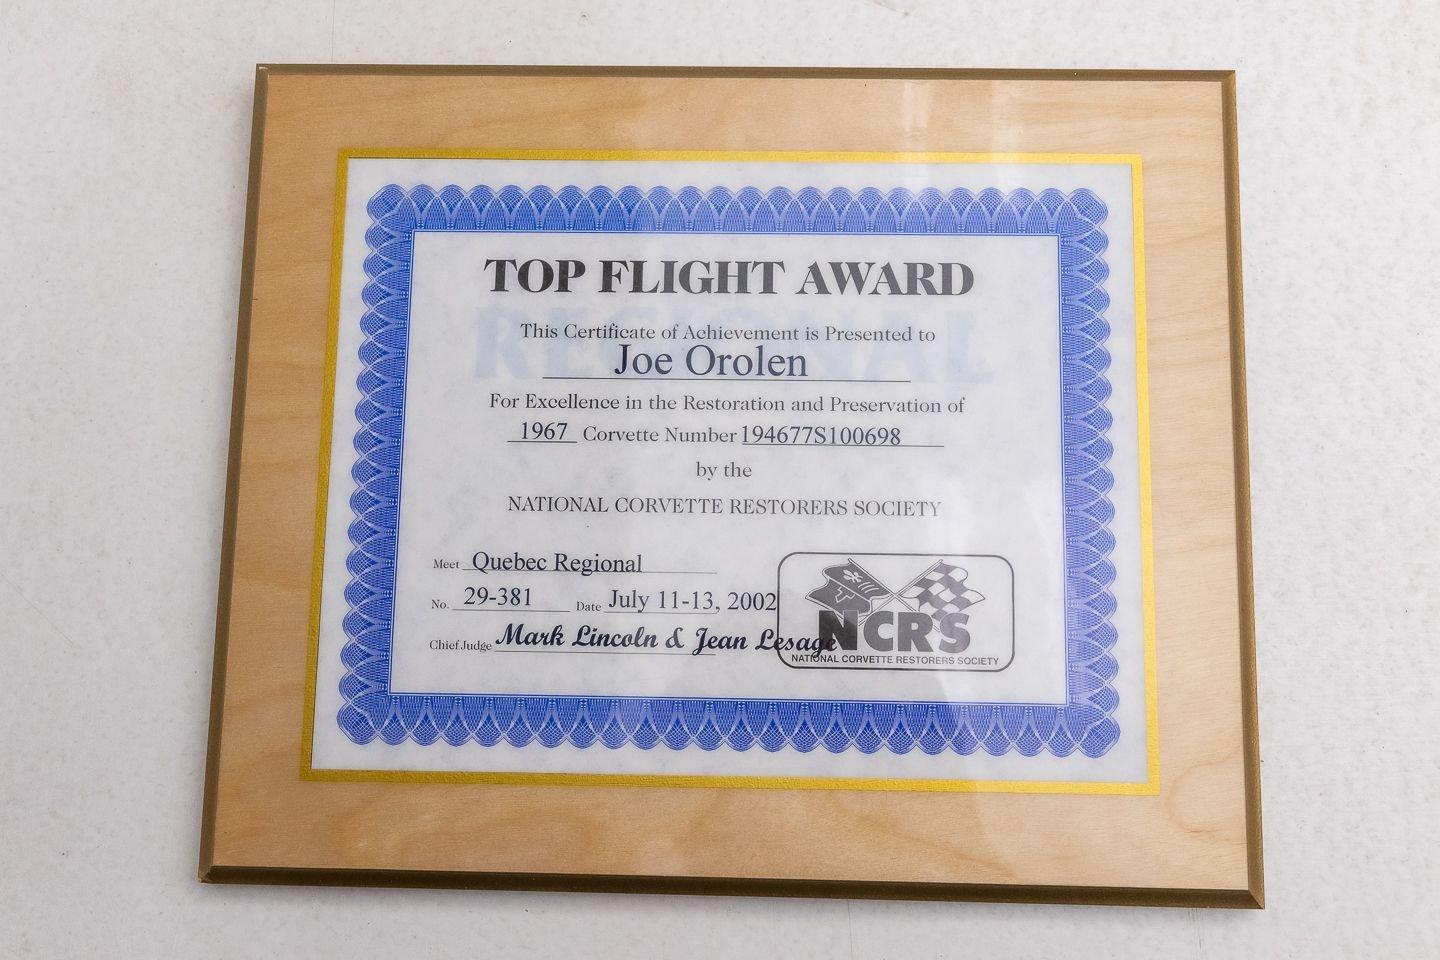 TOP FLIGHT AWARD
REGIONAL
This Certificate of Achievement is Presented to
Joe Orolen
For Excellence in the Restoration and Preservation of
1967 Corvette Number 194677S100698
by the
NATIONAL CORVETTE RESTORERS SOCIETY
Meet Quebec Regional
No. 29-381 Date July 11-13, 2002
Chief Judge Mark Lincoln & Jean Lesage
NCRS
NATIONAL CORVETTE RESTORERS SOCIETY